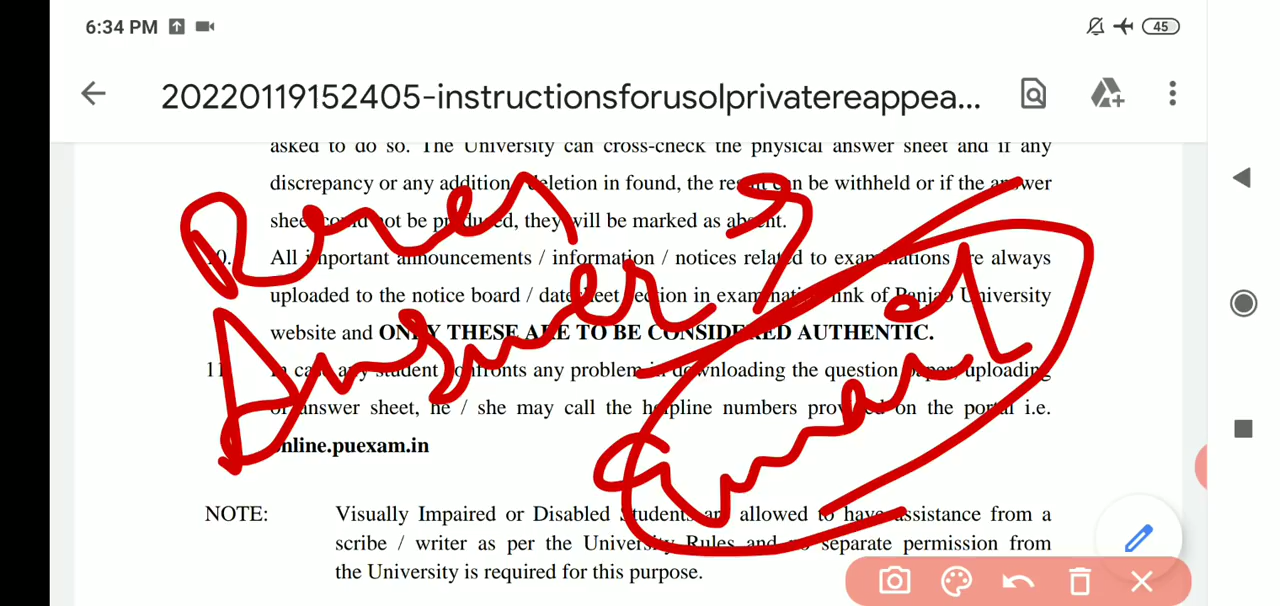 6:34 PM
45
20220119152405-instructionsforusolprivatereappea...
asked to do so. The University can cross-check the physical answer sheet and if any
discrepancy or any addition / deletion in found, the result can be withheld or if the answer
sheet could not be produced, they will be marked as absent.
10. All important announcements / information / notices related to examinations are always
uploaded to the notice board / datesheet section in examination link of Panjab University
website and ONLY THESE ARE TO BE CONSIDERED AUTHENTIC.
11. In case any student confronts any problem in downloading the question paper, uploading
of answer sheet, he / she may call the helpline numbers provided on the portal i.e.
online.puexam.in
NOTE: Visually Impaired or Disabled Students are allowed to have assistance from a
scribe / writer as per the University Rules and no separate permission from
the University is required for this purpose.